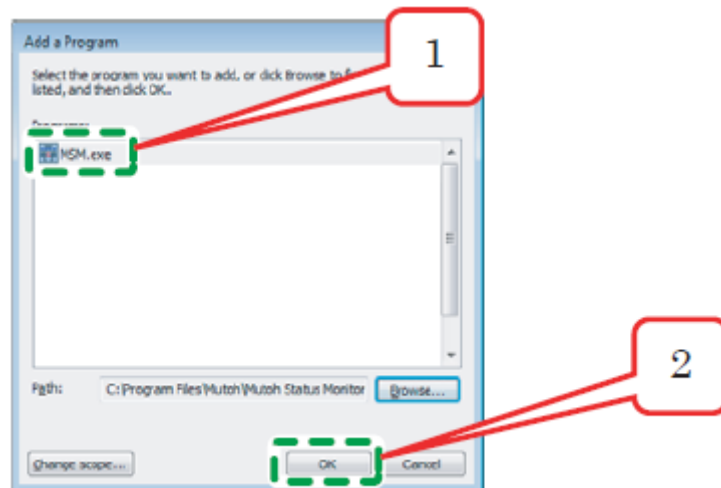 Add a Program
1
Select the program you want to add, or click Browse to
listed, and then click OK.
MSM.exe
Path: C:\Program Files\Mutoh\Mutoh Status Monitor Browse...
2
Change scope... OK Cancel